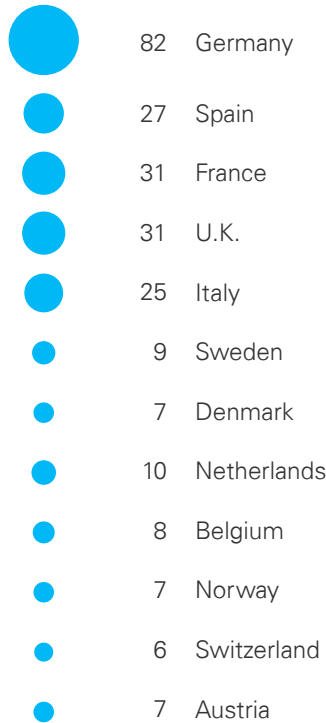 82 Germany
27 Spain
31 France
31 U.K.
25 Italy
9 Sweden
7 Denmark
10 Netherlands
8 Belgium
7 Norway
6 Switzerland
7 Austria